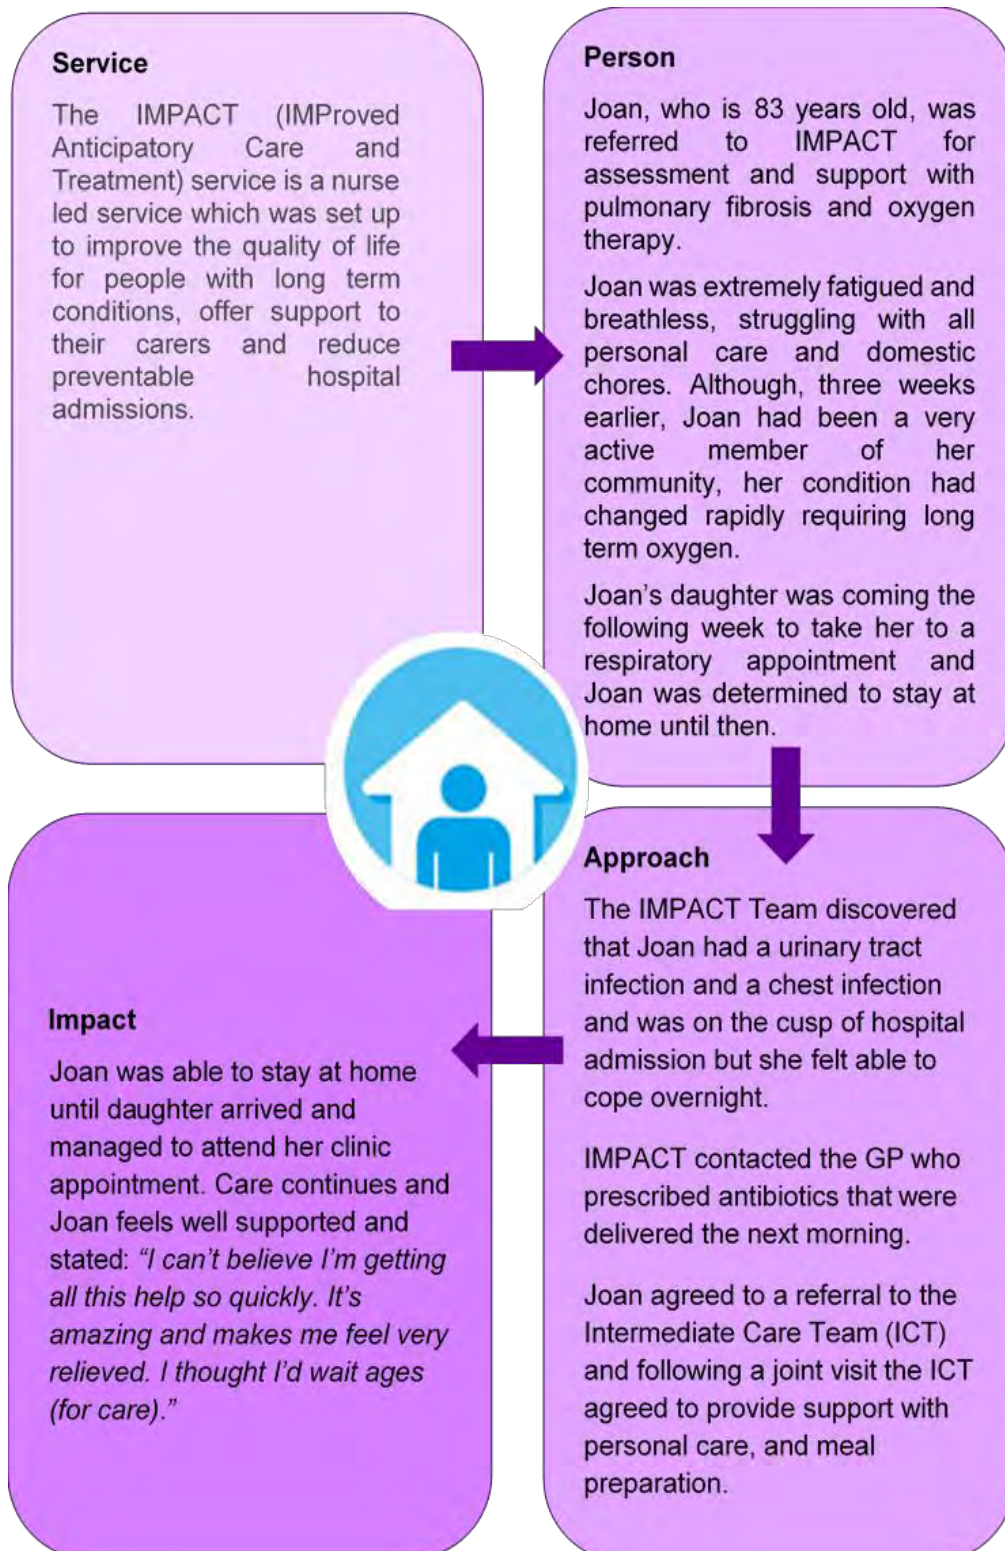 Service
The IMPACT (IMProved
Anticipatory Care and
Treatment) service is a nurse
led service which was set up
to improve the quality of life
for people with long term
conditions, offer support to
their carers and reduce
preventable hospital
admissions.
Person
Joan, who is 83 years old, was
referred to IMPACT for
assessment and support with
pulmonary fibrosis and oxygen
therapy.
Joan was extremely fatigued and
breathless, struggling with all
personal care and domestic
chores. Although, three weeks
earlier, Joan had been a very
active member of her
community, her condition had
changed rapidly requiring long
term oxygen.
Joan's daughter was coming the
following week to take her to a
respiratory appointment and
Joan was determined to stay at
home until then.
Approach
The IMPACT Team discovered
that Joan had a urinary tract
infection and a chest infection
and was on the cusp of hospital
admission but she felt able to
cope overnight.
IMPACT contacted the GP who
prescribed antibiotics that were
delivered the next morning.
Joan agreed to a referral to the
Intermediate Care Team (ICT)
and following a joint visit the ICT
agreed to provide support with
personal care, and meal
preparation.
Impact
Joan was able to stay at home
until daughter arrived and
managed to attend her clinic
appointment. Care continues and
Joan feels well supported and
stated: "I can't believe I'm getting
all this help so quickly. It's
amazing and makes me feel very
relieved. I thought I'd wait ages
(for care)."